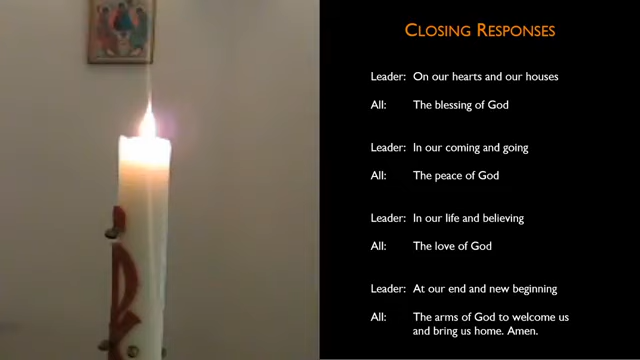 Closing Responses
Leader: On our hearts and our houses
All: The blessing of God
Leader: In our coming and going
All: The peace of God
Leader: In our life and believing
All: The love of God
Leader: At our end and new beginning
All: The arms of God to welcome us
and bring us home. Amen.